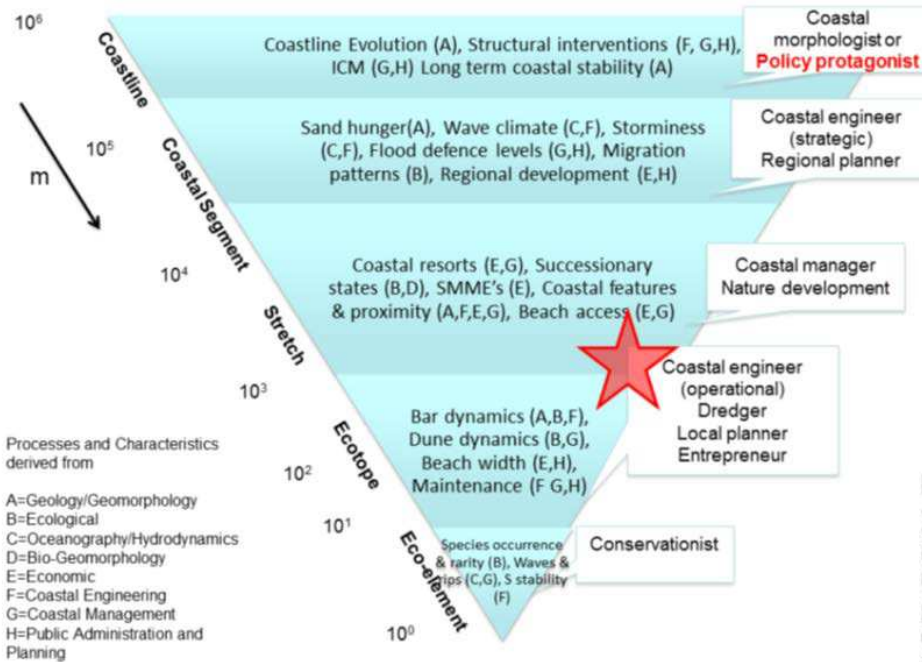 10⁶
Coastline
Coastline Evolution (A), Structural interventions (F, G,H),
ICM (G,H) Long term coastal stability (A)
Coastal
morphologist or
Policy protagonist
m
10⁵
Coastal Segment
Sand hunger(A), Wave climate (C,F), Storminess
(C,F), Flood defence levels (G,H), Migration
patterns (B), Regional development (E,H)
Coastal engineer
(strategic)
Regional planner
10⁴
Stretch
Coastal resorts (E,G), Successionary
states (B,D), SMME's (E), Coastal features
& proximity (A,F,E,G), Beach access (E,G)
Coastal manager
Nature development
10³
Ecotope
Bar dynamics (A,B,F),
Dune dynamics (B,G),
Beach width (E,H),
Maintenance (F G,H)
Coastal engineer
(operational)
Dredger
Local planner
Entrepreneur
10²
10¹
Eco-element
Species occurrence
& rarity (B), Waves &
rips (C,G), S stability
(F)
Conservationist
10⁰
Processes and Characteristics
derived from
A=Geology/Geomorphology
B=Ecological
C=Oceanography/Hydrodynamics
D=Bio-Geomorphology
E=Economic
F=Coastal Engineering
G=Coastal Management
H=Public Administration and
Planning